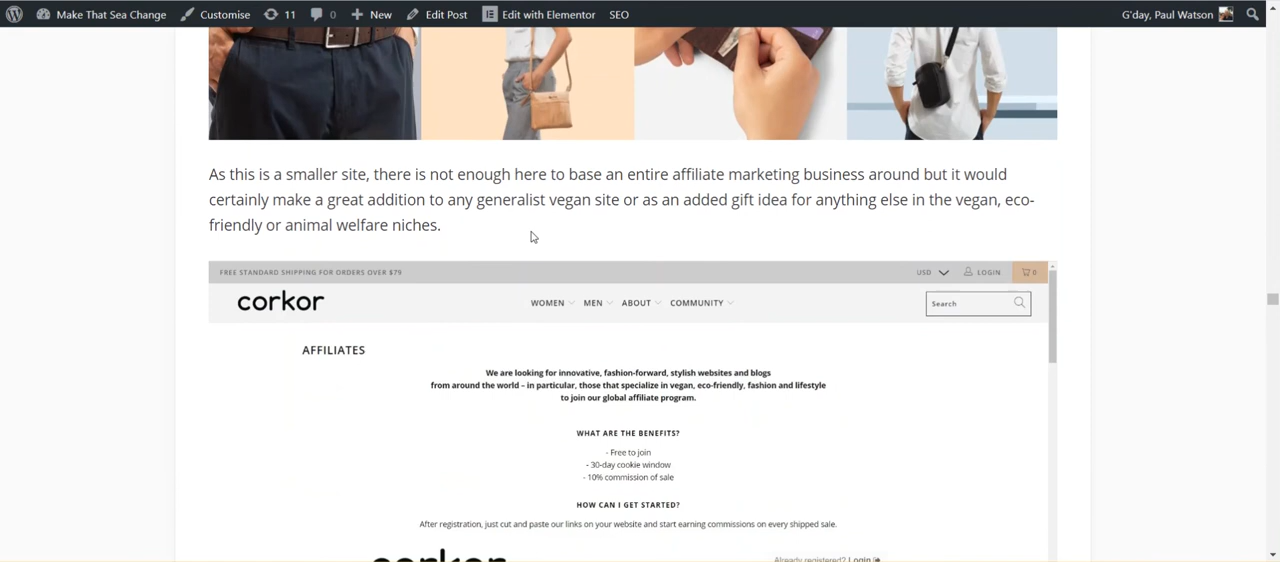 Make That Sea Change Customise 11 0 New Edit Post Edit with Elementor SEO G'day, Paul Watson
As this is a smaller site, there is not enough here to base an entire affiliate marketing business around but it would
certainly make a great addition to any generalist vegan site or as an added gift idea for anything else in the vegan, eco-
friendly or animal welfare niches.
FREE STANDARD SHIPPING FOR ORDERS OVER $79 USD LOGIN 0
corkor WOMEN MEN ABOUT COMMUNITY Search
AFFILIATES
We are looking for innovative, fashion-forward, stylish websites and blogs
from around the world – in particular, those that specialize in vegan, eco-friendly, fashion and lifestyle
to join our global affiliate program.
WHAT ARE THE BENEFITS?
- Free to join
- 30-day cookie window
- 10% commission of sale
HOW CAN I GET STARTED?
After registration, just cut and paste our links on your website and start earning commissions on every shipped sale.
corkor Already registered? Login